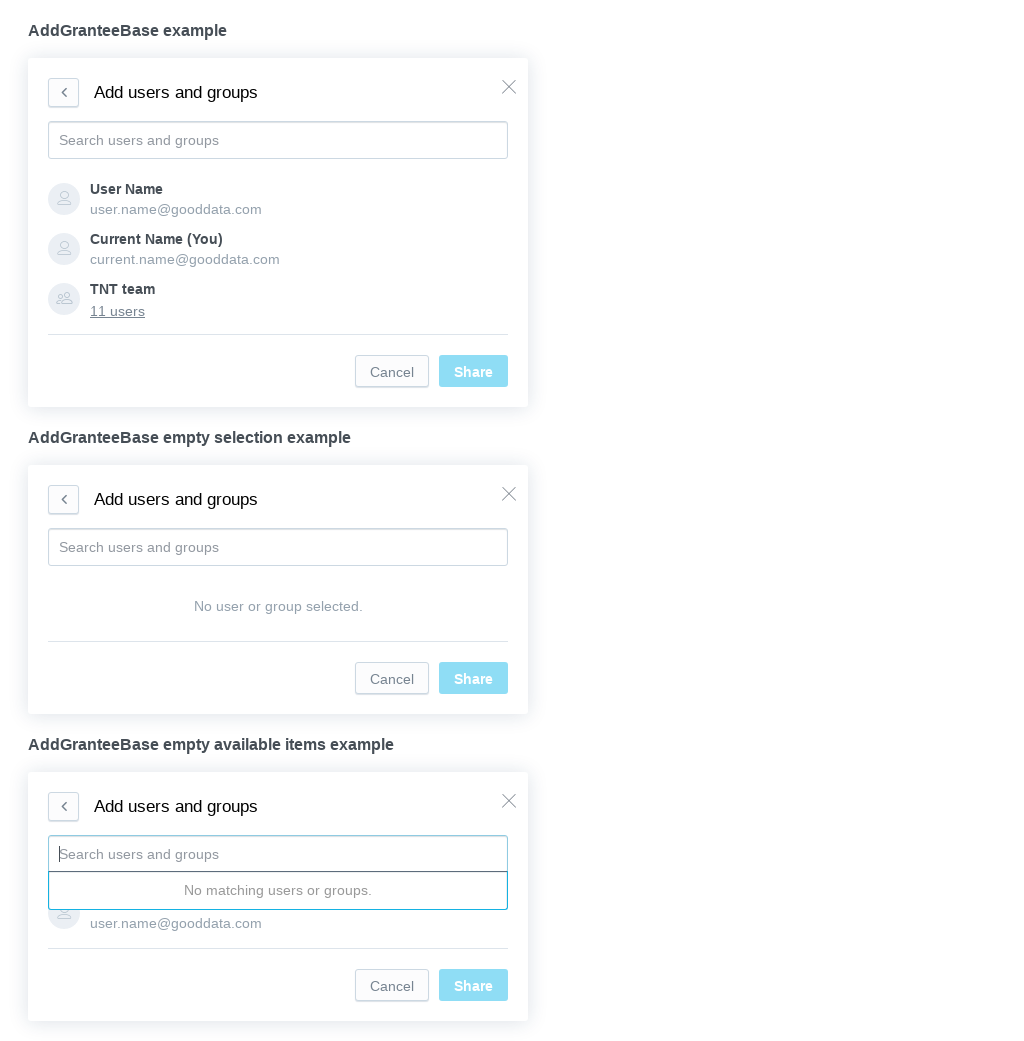 AddGranteeBase example
Add users and groups
Search users and groups
User Name
user.name@gooddata.com
Current Name (You)
current.name@gooddata.com
TNT team
11 users
Cancel Share
AddGranteeBase empty selection example
Add users and groups
Search users and groups
No user or group selected.
Cancel Share
AddGranteeBase empty available items example
Add users and groups
Search users and groups
No matching users or groups.
user.name@gooddata.com
Cancel Share